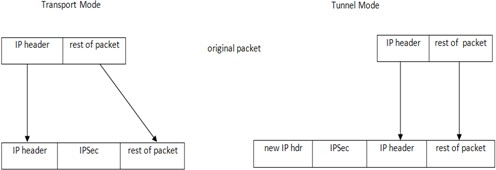 Transport Mode
Tunnel Mode
IP header
rest of packet
original packet
IP header
rest of packet
IP header
IPSec
rest of packet
new IP hdr
IPSec
IP header
rest of packet